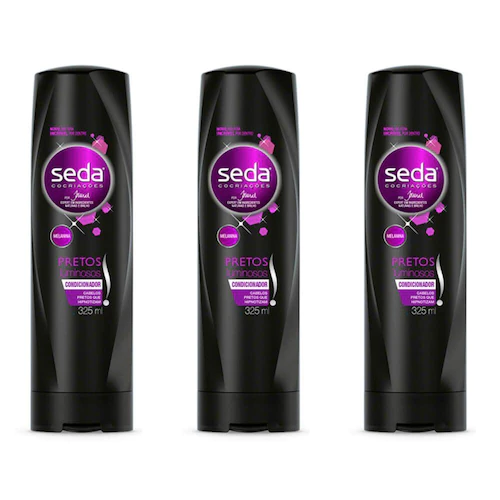 seda
COCRIAÇÕES
MELANINA
PRETOS
luminosos
CONDICIONADOR
CABELOS
PRETOS QUE
HIPNOTIZAM
325 ml
seda
COCRIAÇÕES
MELANINA
PRETOS
luminosos
CONDICIONADOR
CABELOS
PRETOS QUE
HIPNOTIZAM
325 ml
seda
COCRIAÇÕES
MELANINA
PRETOS
luminosos
CONDICIONADOR
CABELOS
PRETOS QUE
HIPNOTIZAM
325 ml